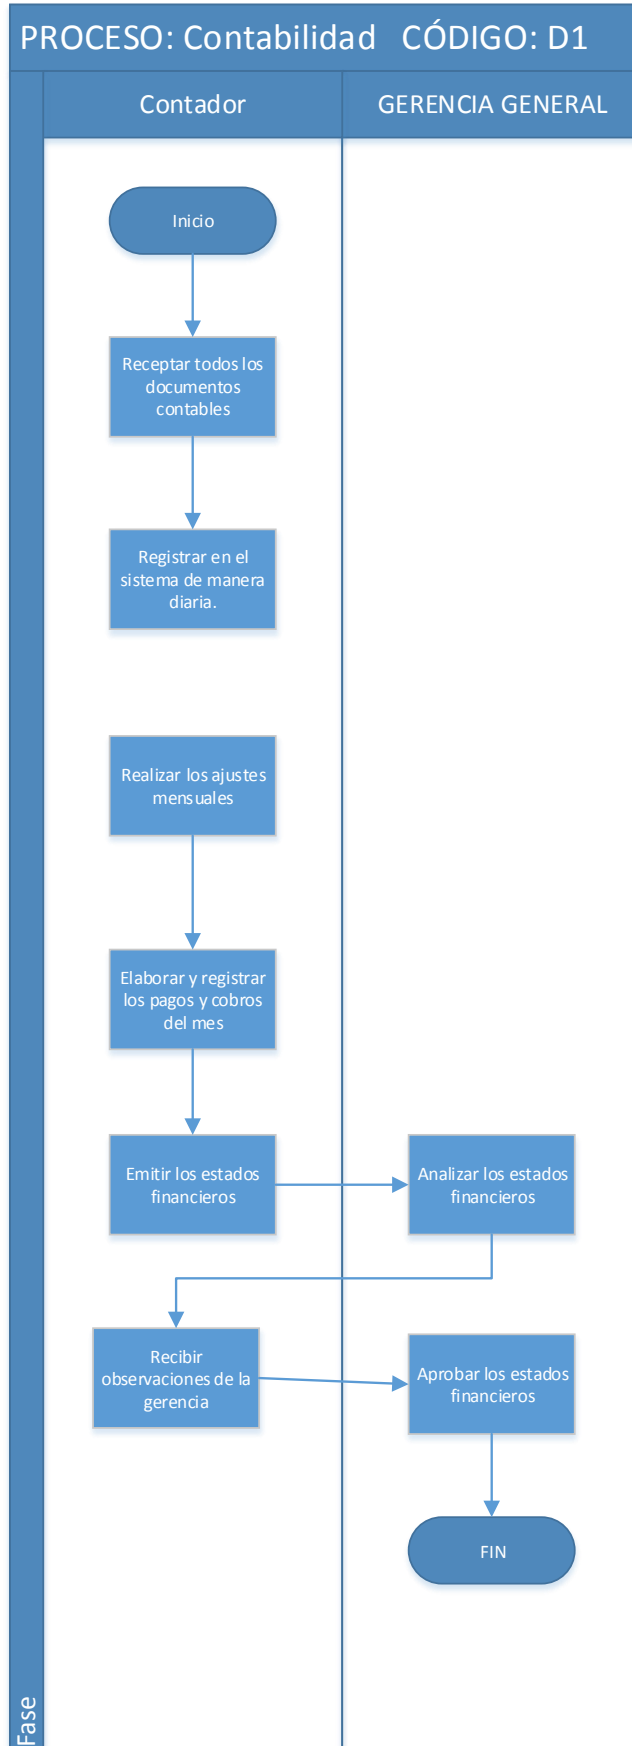 PROCESO: Contabilidad CÓDIGO: D1
Contador
GERENCIA GENERAL
Inicio
Receptar todos los
documentos
contables
Registrar en el
sistema de manera
diaria.
Realizar los ajustes
mensuales
Elaborar y registrar
los pagos y cobros
del mes
Emitir los estados
financieros
Analizar los estados
financieros
Recibir
observaciones de la
gerencia
Aprobar los estados
financieros
FIN
Fase